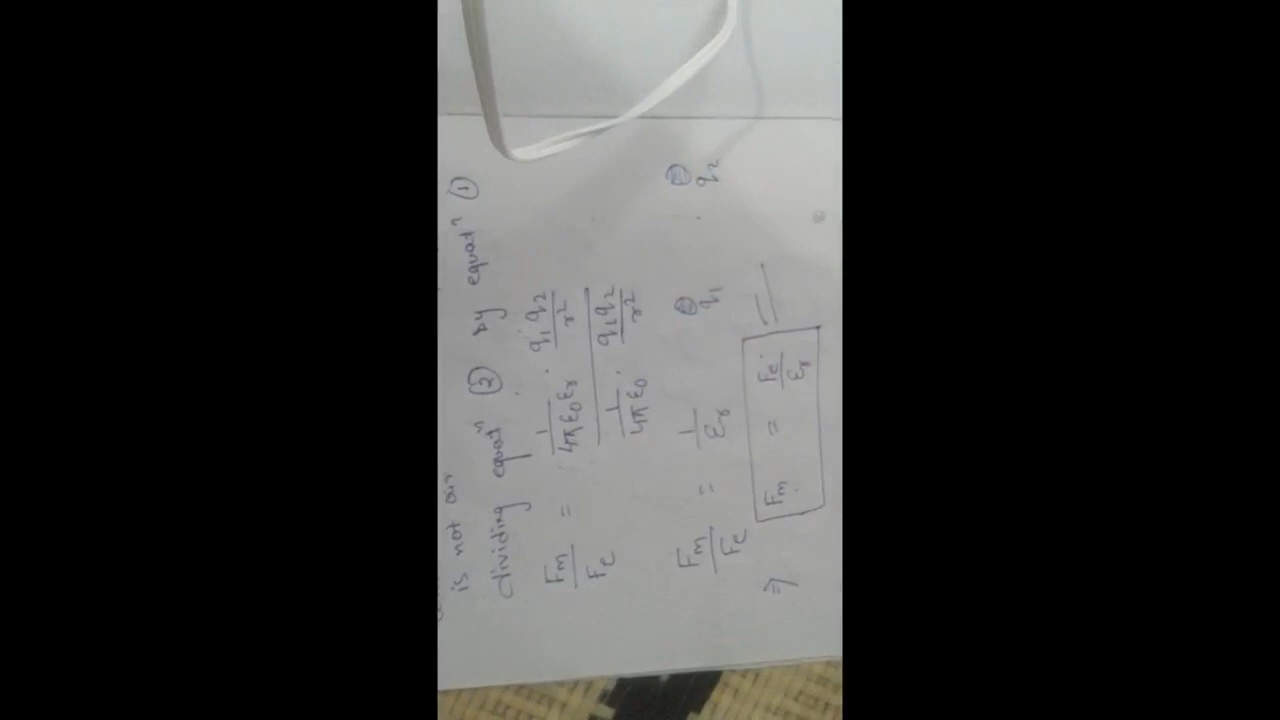 is not air
dividing equatⁿ ② by equatⁿ ①
Fm/Fe = 1/4πε₀εr · q₁q₂/r² / 1/4πε₀ · q₁q₂/r²
Fm/Fe = 1/εr
q₁ q₂
⇒ Fm = Fe/εr